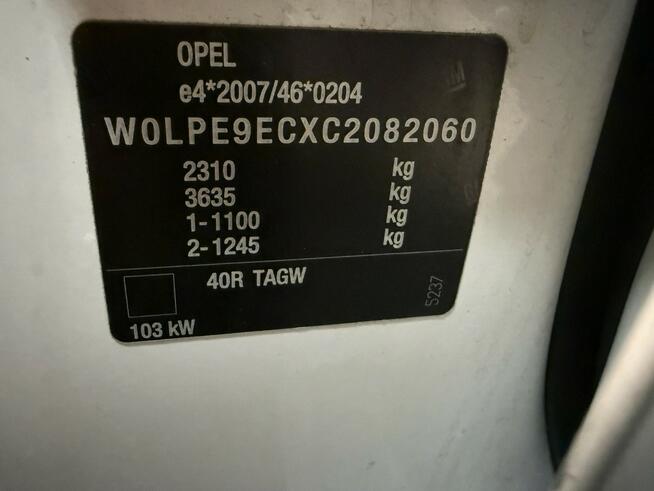 OPEL
e4*2007/46*0204
W0LPE9ECXC2082060
2310 kg
3635 kg
1-1100 kg
2-1245 kg
40R TAGW
5237
103 kW